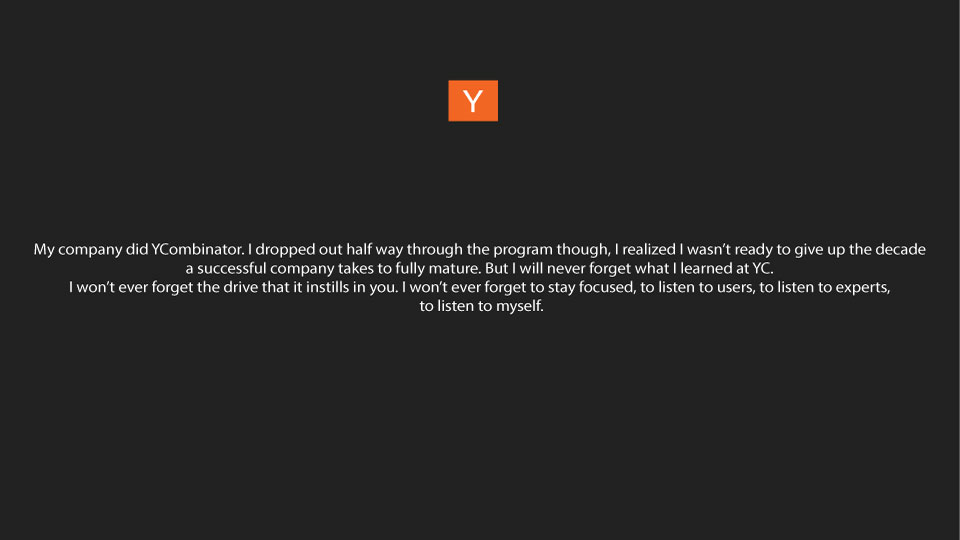 Y
My company did YCombinator. I dropped out half way through the program though, I realized I wasn’t ready to give up the decade
a successful company takes to fully mature. But I will never forget what I learned at YC.
I won’t ever forget the drive that it instills in you. I won’t ever forget to stay focused, to listen to users, to listen to experts,
to listen to myself.